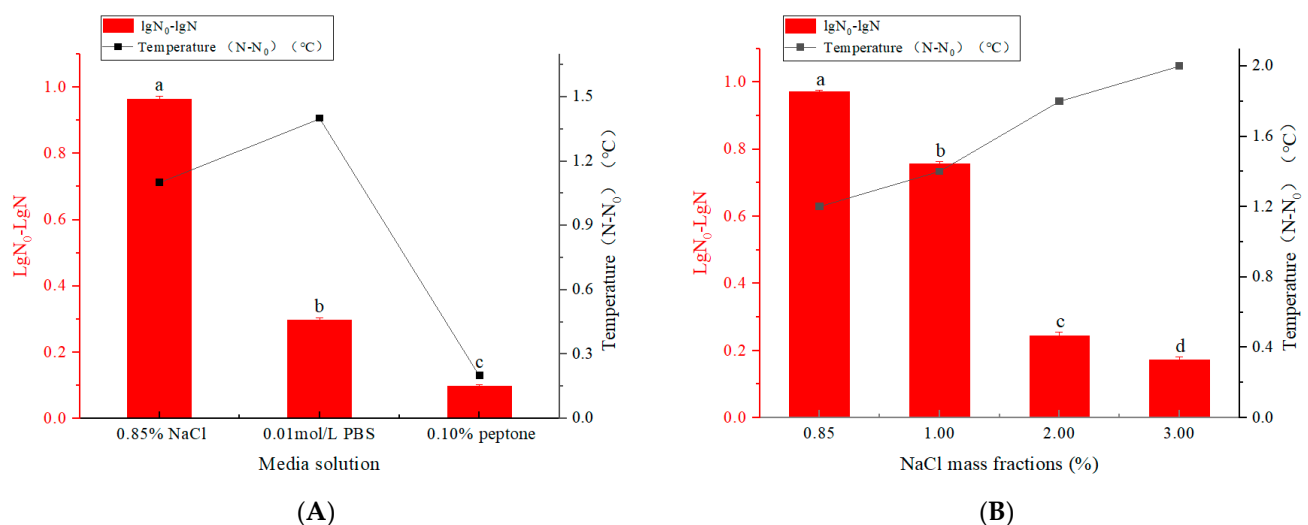 lgN₀-lgN
Temperature（N-N₀）（°C）
LgN₀-LgN
1.0
0.8
0.6
0.4
0.2
0.0
a
b
c
1.5
1.2
0.9
0.6
0.3
0.0
Temperature（N-N₀）（°C）
0.85% NaCl 0.01mol/L PBS 0.10% peptone
Media solution
(A)
lgN₀-lgN
Temperature（N-N₀）（°C）
LgN₀-LgN
1.0
0.8
0.6
0.4
0.2
0.0
a
b
c
d
2.0
1.6
1.2
0.8
0.4
0.0
Temperature（N-N₀）（°C）
0.85 1.00 2.00 3.00
NaCl mass fractions (%)
(B)